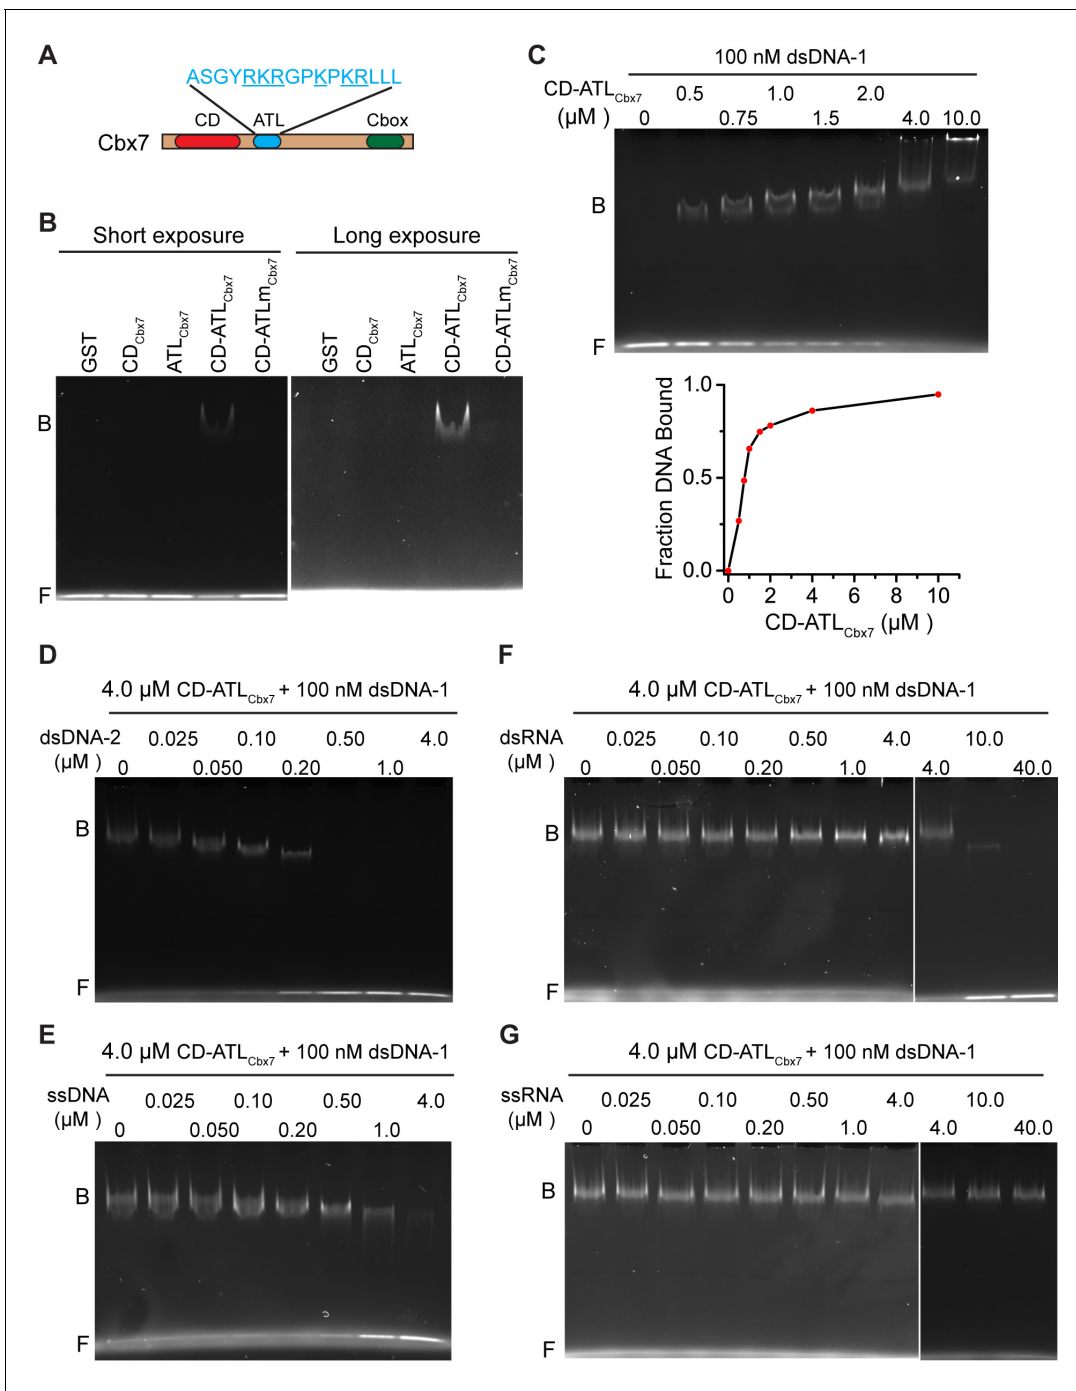 A
ASGYRKRGPKPKRLLL
CD ATL Cbox
Cbx7
B
Short exposure Long exposure
GST
CDCbx7
ATLCbx7
CD-ATLCbx7
CD-ATLmCbx7
GST
CDCbx7
ATLCbx7
CD-ATLCbx7
CD-ATLmCbx7
B
F
C
100 nM dsDNA-1
CD-ATLCbx7 0.5 1.0 2.0
(µM ) 0 0.75 1.5 4.0 10.0
B
F
Fraction DNA Bound
1.0
0.5
0.0
0 2 4 6 8 10
CD-ATLCbx7 (µM )
D
4.0 µM CD-ATLCbx7 + 100 nM dsDNA-1
dsDNA-2 0.025 0.10 0.50 4.0
(µM ) 0 0.050 0.20 1.0
B
F
F
4.0 µM CD-ATLCbx7 + 100 nM dsDNA-1
dsRNA 0.025 0.10 0.50 4.0 10.0
(µM ) 0 0.050 0.20 1.0 4.0 40.0
B
F
E
4.0 µM CD-ATLCbx7 + 100 nM dsDNA-1
ssDNA 0.025 0.10 0.50 4.0
(µM ) 0 0.050 0.20 1.0
B
F
G
4.0 µM CD-ATLCbx7 + 100 nM dsDNA-1
ssRNA 0.025 0.10 0.50 4.0 10.0
(µM ) 0 0.050 0.20 1.0 4.0 40.0
B
F